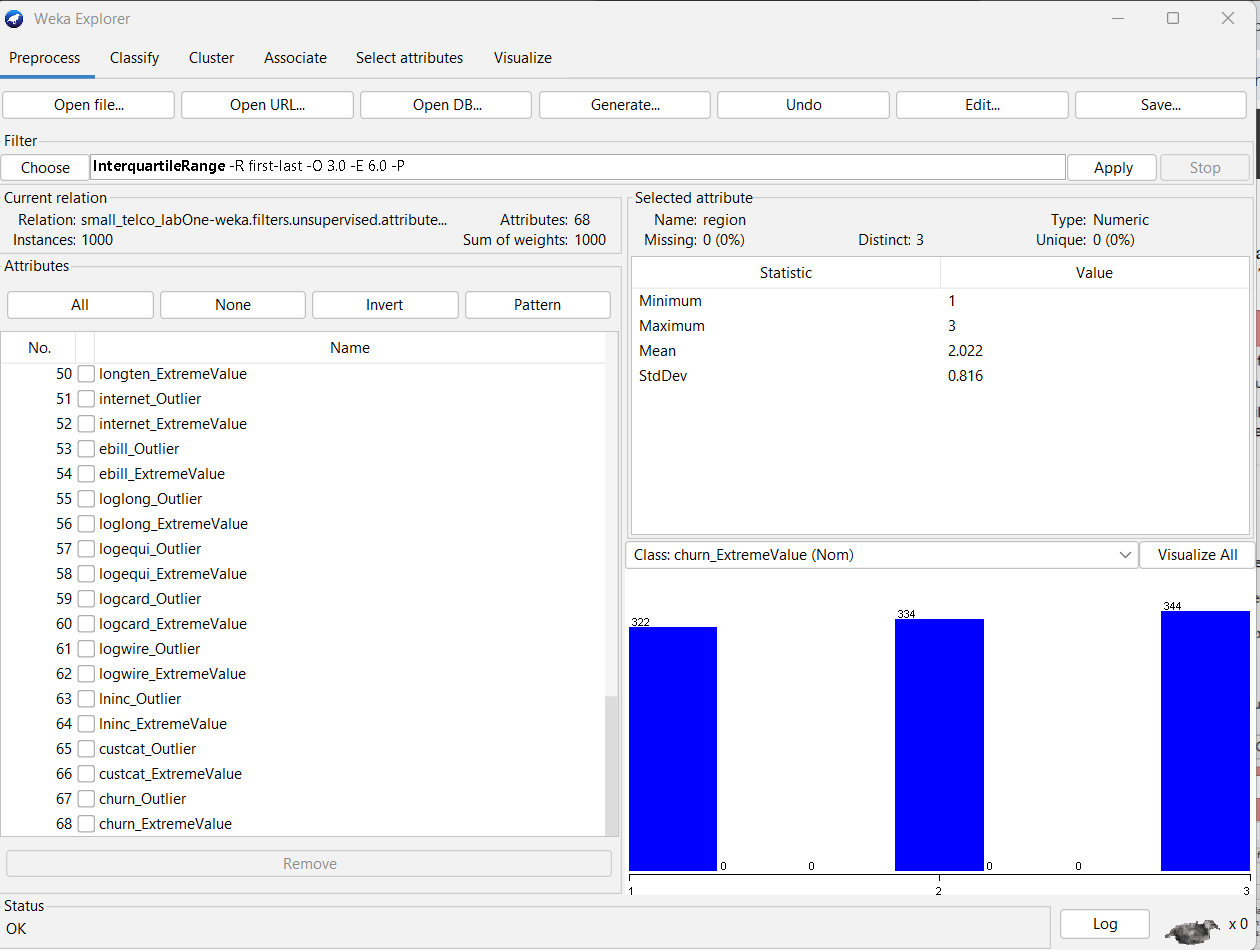 Weka Explorer
Preprocess Classify Cluster Associate Select attributes Visualize
Open file... Open URL... Open DB... Generate... Undo Edit... Save...
Filter
Choose InterquartileRange -R first-last -O 3.0 -E 6.0 -P Apply Stop
Current relation
Relation: small_telco_labOne-weka.filters.unsupervised.attribute... Attributes: 68
Instances: 1000 Sum of weights: 1000
Attributes
All None Invert Pattern
No. Name
50 longten_ExtremeValue
51 internet_Outlier
52 internet_ExtremeValue
53 ebill_Outlier
54 ebill_ExtremeValue
55 loglong_Outlier
56 loglong_ExtremeValue
57 logequi_Outlier
58 logequi_ExtremeValue
59 logcard_Outlier
60 logcard_ExtremeValue
61 logwire_Outlier
62 logwire_ExtremeValue
63 lninc_Outlier
64 lninc_ExtremeValue
65 custcat_Outlier
66 custcat_ExtremeValue
67 churn_Outlier
68 churn_ExtremeValue
Remove
Selected attribute
Name: region Type: Numeric
Missing: 0 (0%) Distinct: 3 Unique: 0 (0%)
Statistic Value
Minimum 1
Maximum 3
Mean 2.022
StdDev 0.816
Class: churn_ExtremeValue (Nom) Visualize All
322 334 344
0 0 0 0
1 2 3
Status
OK
Log x 0